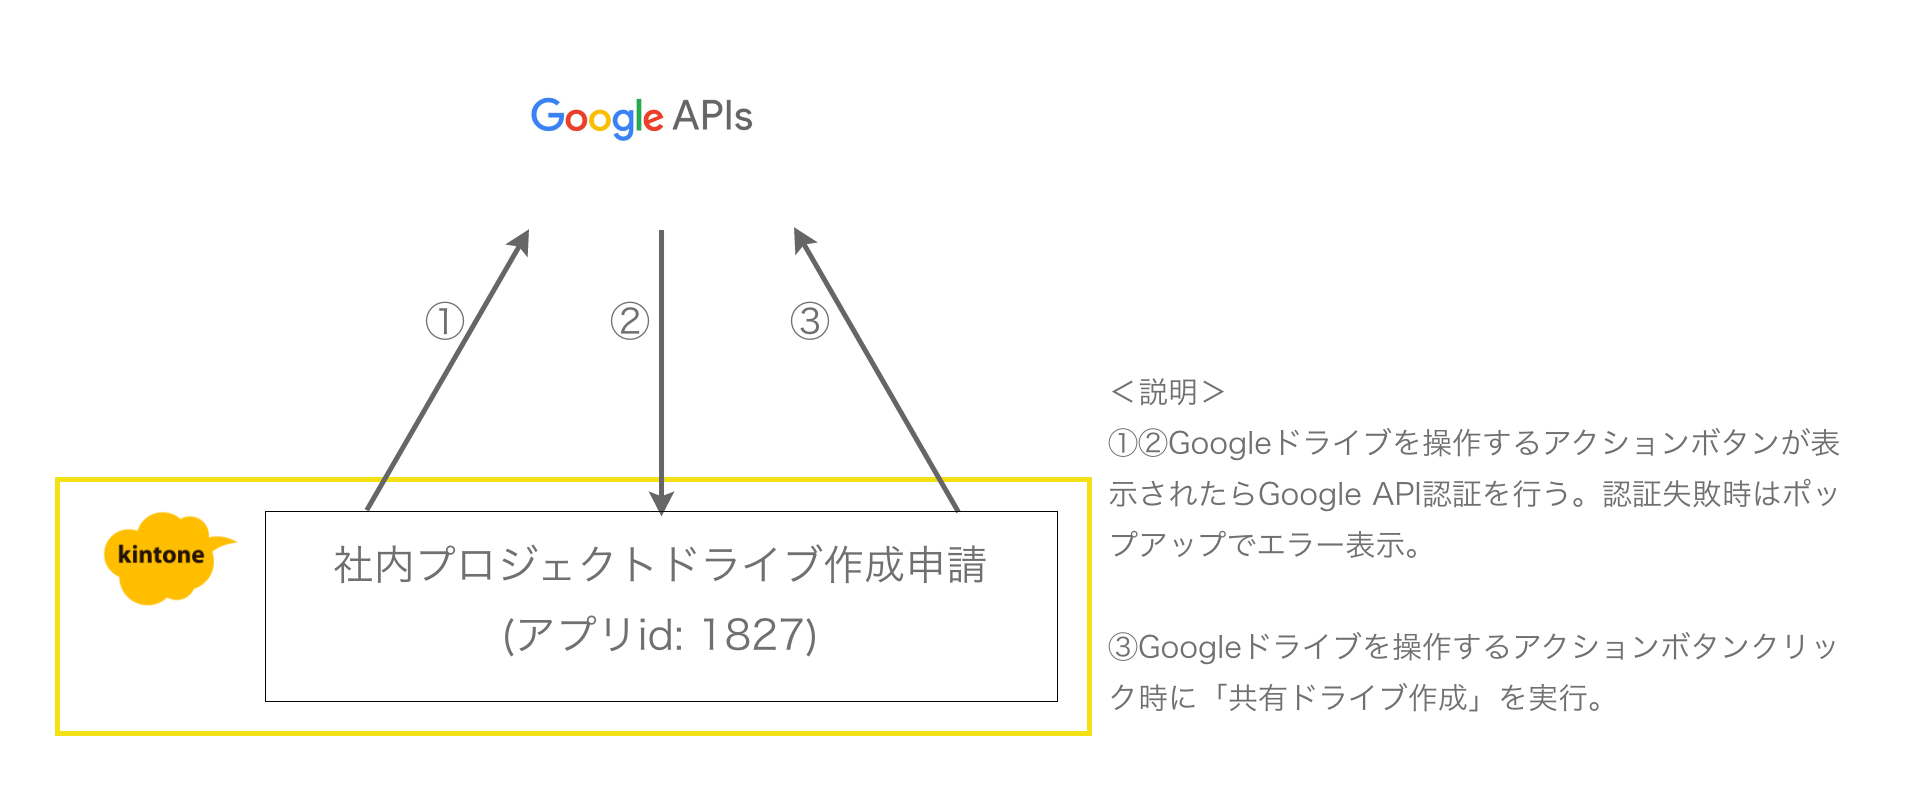 Google APIs
① ② ③
kintone
社内プロジェクトドライブ作成申請
(アプリid: 1827)
＜説明＞
①②Googleドライブを操作するアクションボタンが表
示されたらGoogle API認証を行う。認証失敗時はポッ
プアップでエラー表示。
③Googleドライブを操作するアクションボタンクリッ
ク時に「共有ドライブ作成」を実行。